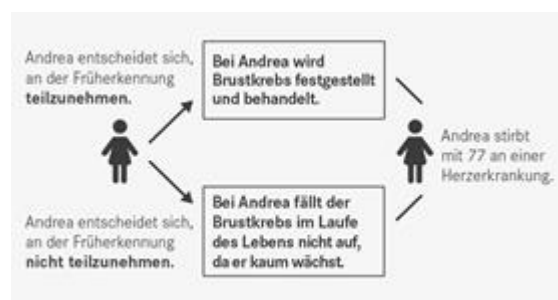 Andrea entscheidet sich,
an der Früherkennung
teilzunehmen.
Bei Andrea wird
Brustkrebs festgestellt
und behandelt.
Andrea stirbt
mit 77 an einer
Herzerkrankung.
Andrea entscheidet sich,
an der Früherkennung
nicht teilzunehmen.
Bei Andrea fällt der
Brustkrebs im Laufe
des Lebens nicht auf,
da er kaum wächst.